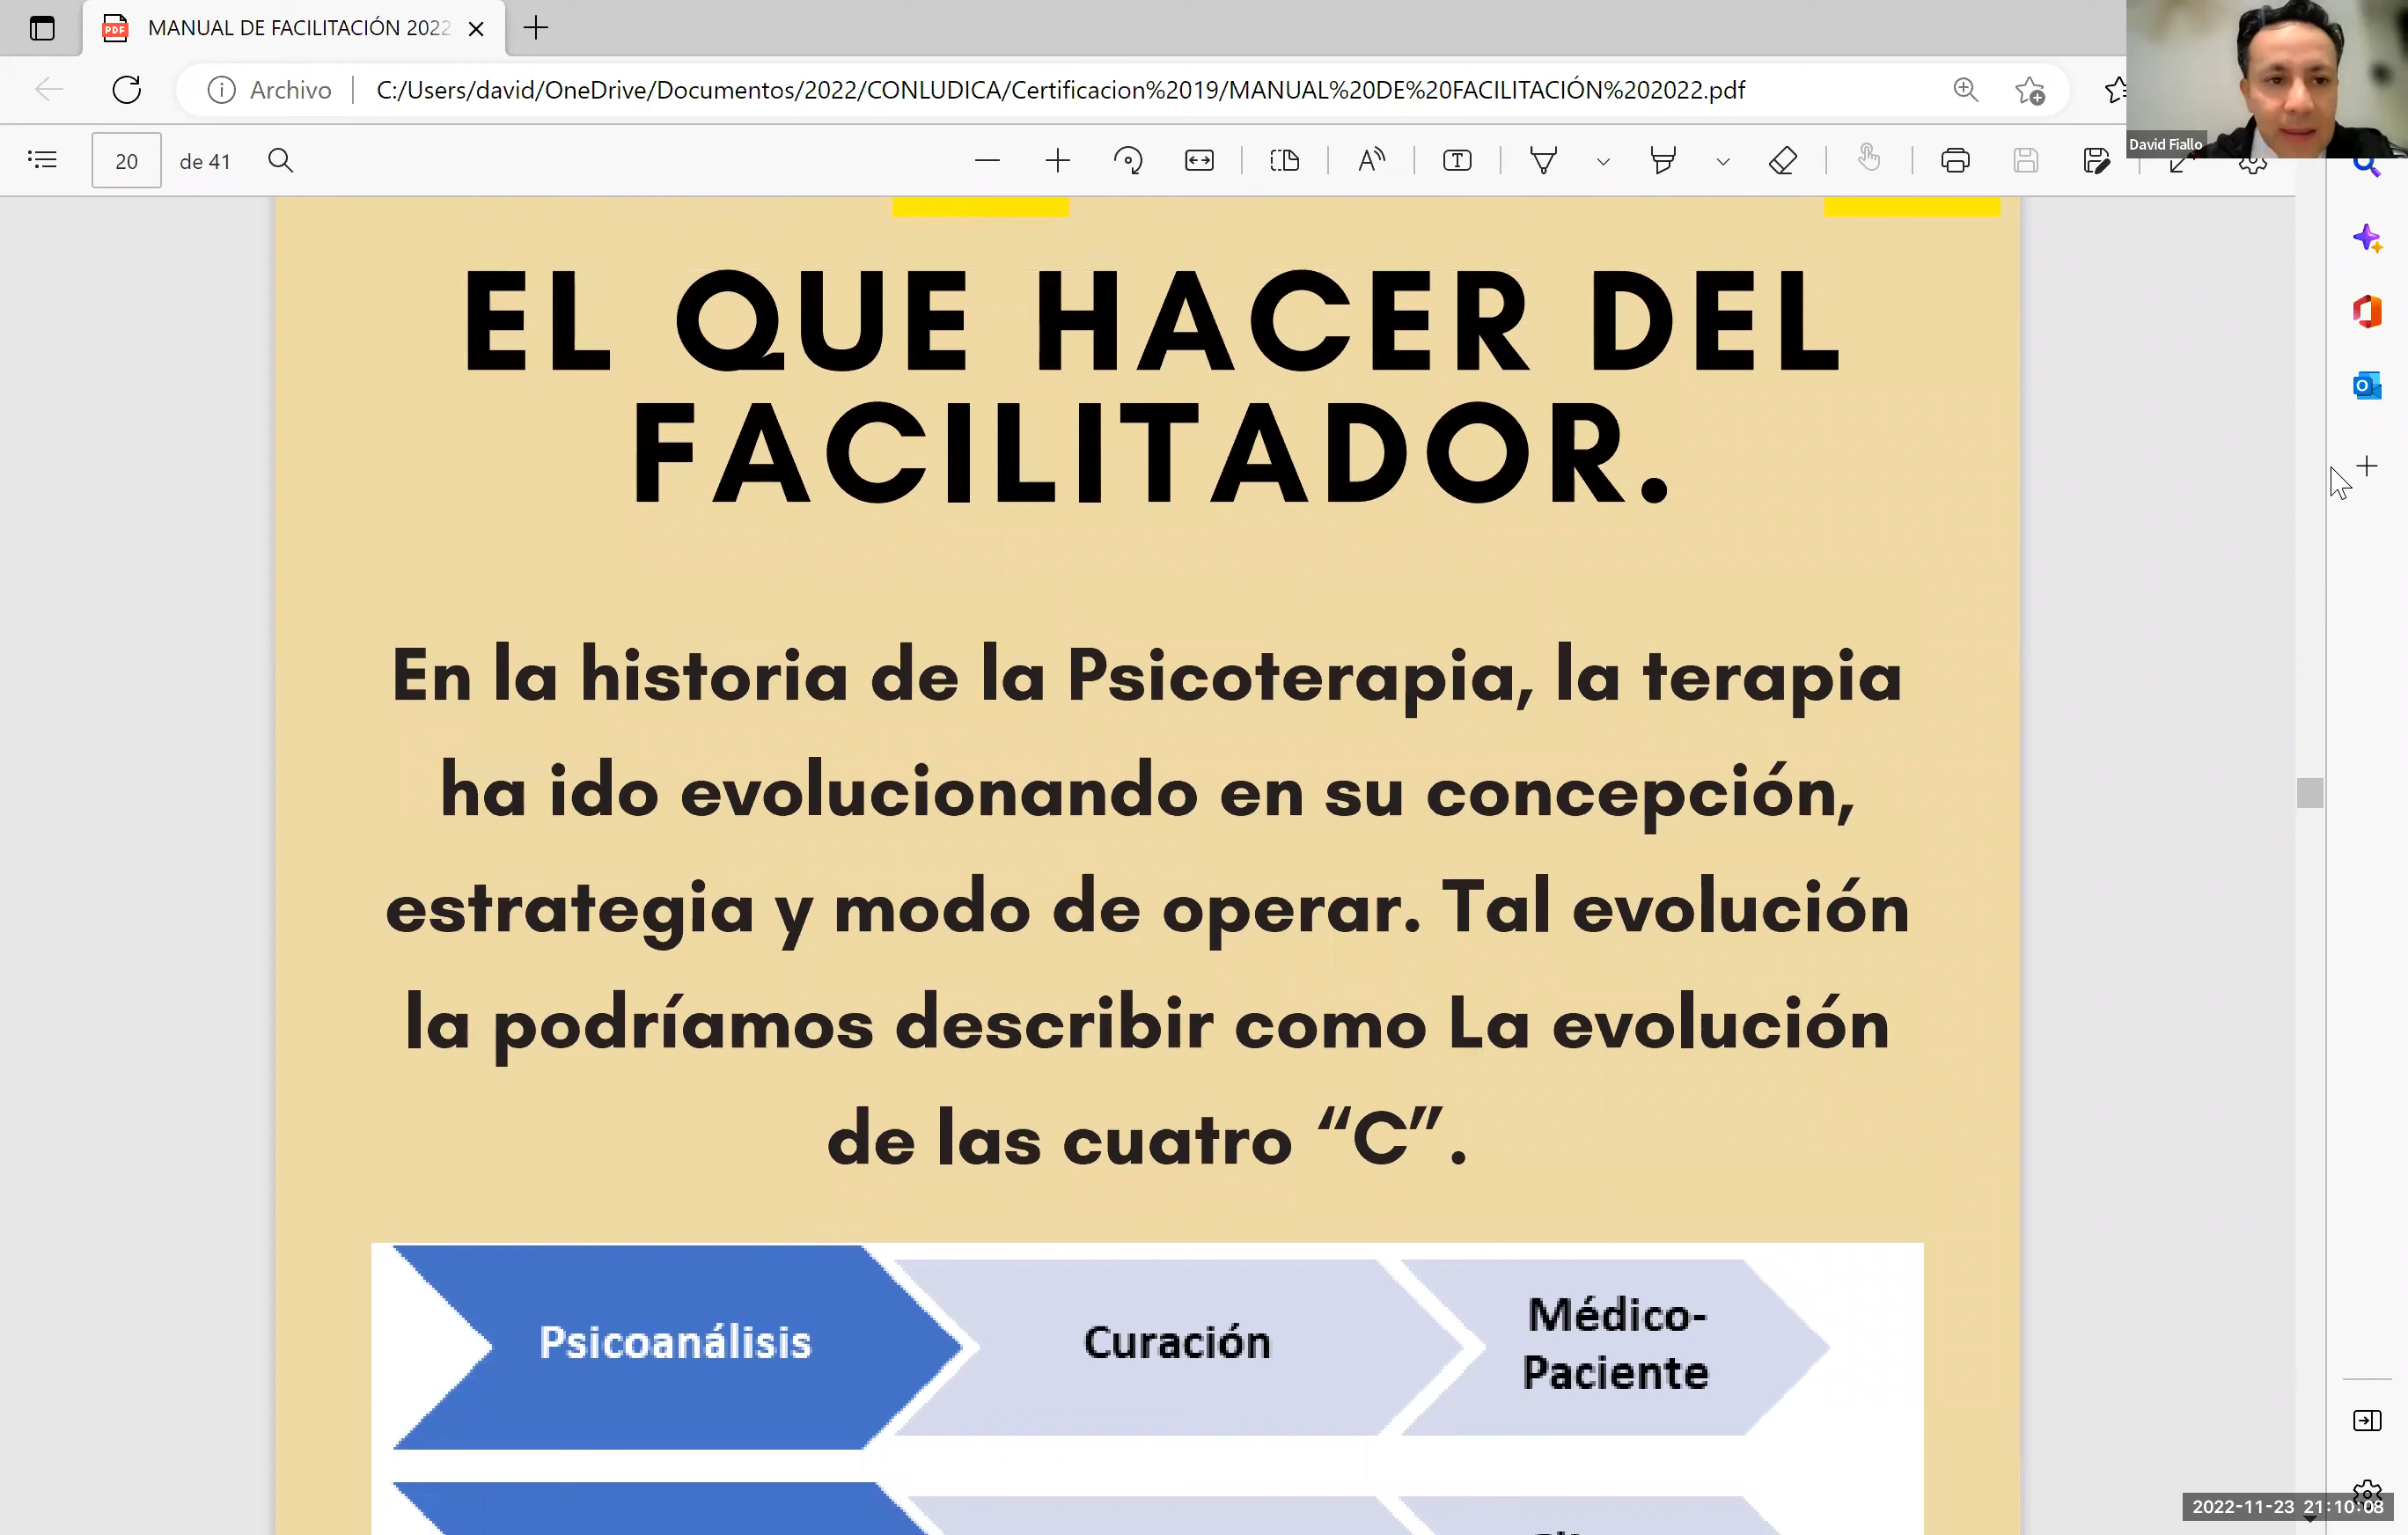 MANUAL DE FACILITACIÓN 2022
Archivo
C:/Users/david/OneDrive/Documentos/2022/CONLUDICA/Certificacion%2019/MANUAL%20DE%20FACILITACIÓN%202022.pdf
David Fiallo
20 de 41
EL QUE HACER DEL
FACILITADOR.
En la historia de la Psicoterapia, la terapia
ha ido evolucionando en su concepción,
estrategia y modo de operar. Tal evolución
la podríamos describir como La evolución
de las cuatro “C”.
Psicoanálisis
Curación
Médico-
Paciente
2022-11-23 21:10:08